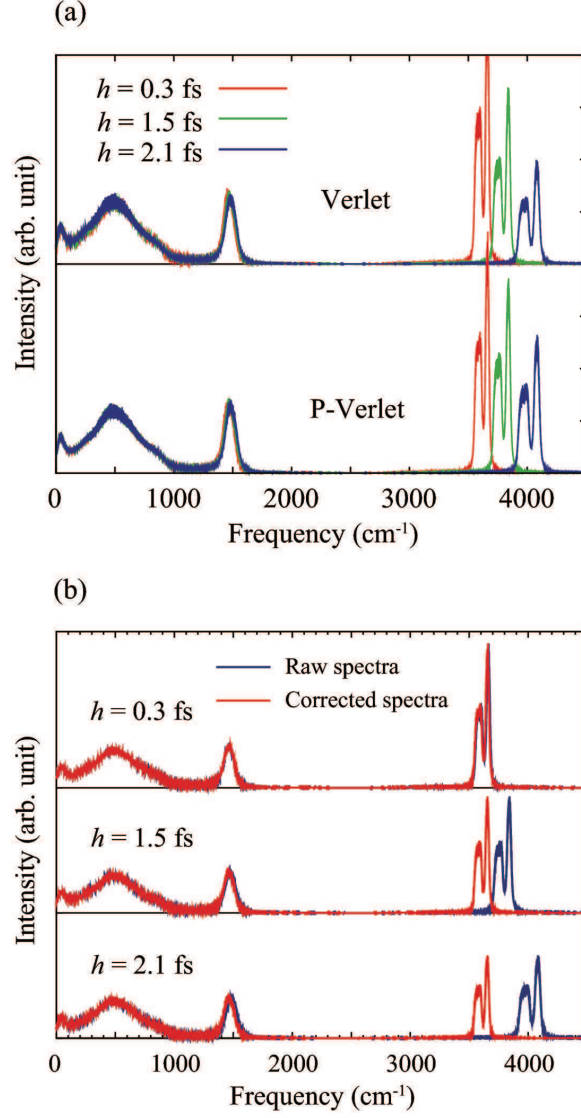 (a)
h = 0.3 fs
h = 1.5 fs
h = 2.1 fs
Verlet
P-Verlet
Intensity (arb. unit)
0 1000 2000 3000 4000
Frequency (cm-1)
(b)
Raw spectra
Corrected spectra
h = 0.3 fs
h = 1.5 fs
h = 2.1 fs
Intensity (arb. unit)
0 1000 2000 3000 4000
Frequency (cm-1)